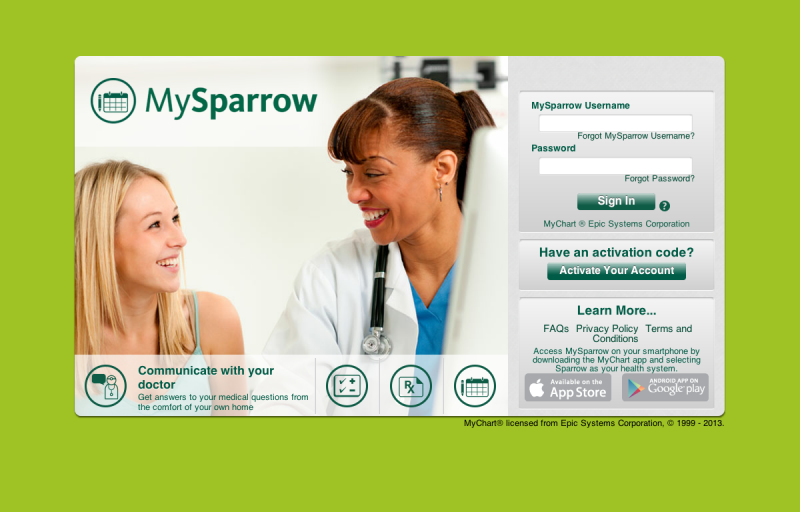 MySparrow
MySparrow Username
Forgot MySparrow Username?
Password
Forgot Password?
Sign In ?
MyChart ® Epic Systems Corporation
Have an activation code?
Activate Your Account
Learn More...
FAQs Privacy Policy Terms and
Conditions
Access MySparrow on your smartphone by
downloading the MyChart app and selecting
Sparrow as your health system.
Available on the
App Store
ANDROID APP ON
Google play
Communicate with your
doctor
Get answers to your medical questions from
the comfort of your own home
Rx
MyChart® licensed from Epic Systems Corporation, © 1999 - 2013.